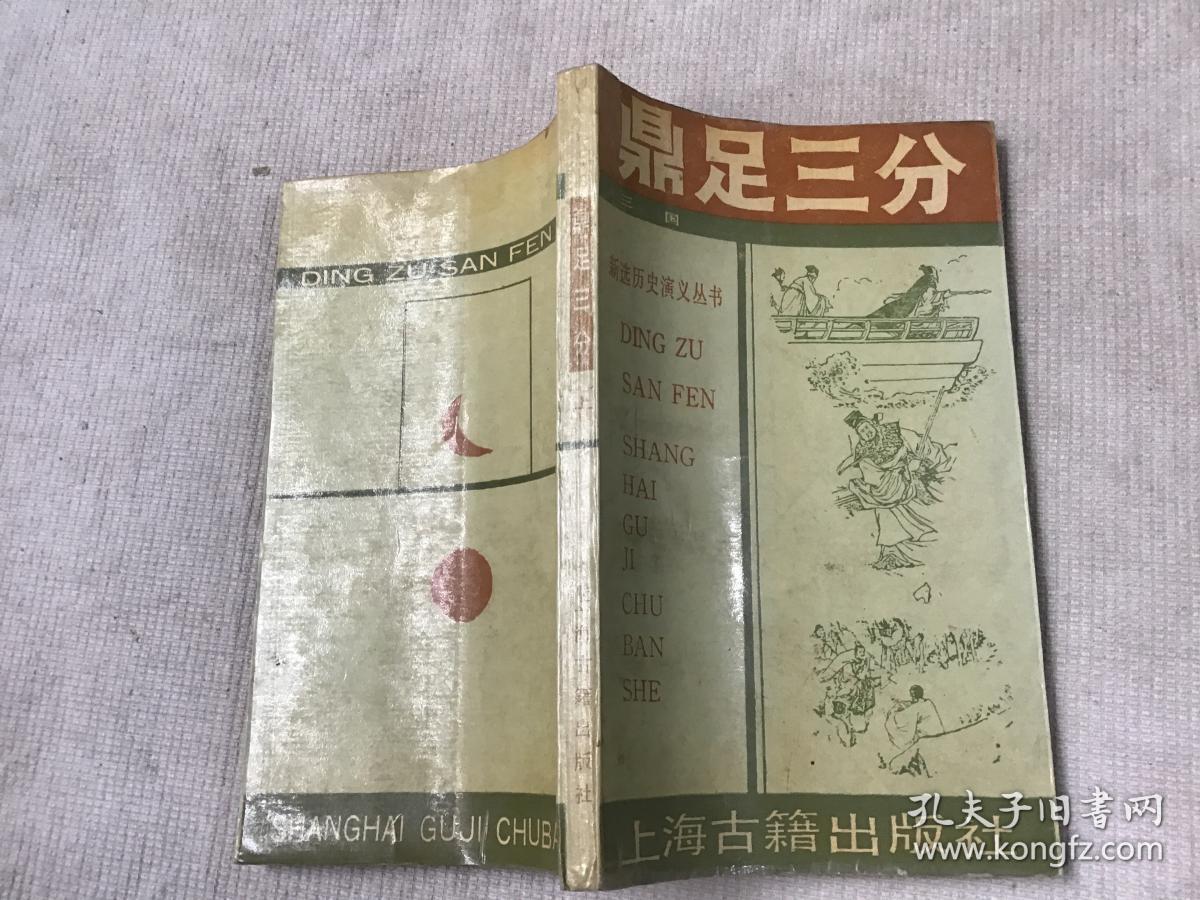 鼎足三分
三国
新选历史演义丛书
DING ZU
SAN FEN
SHANG
HAI
GU
JI
CHU
BAN
SHE
上海古籍出版社
鼎足三分
上海古籍出版社
DING ZU SAN FEN
SHANGHAI GUJI CHUBA
孔夫子旧书网
www.kongfz.com